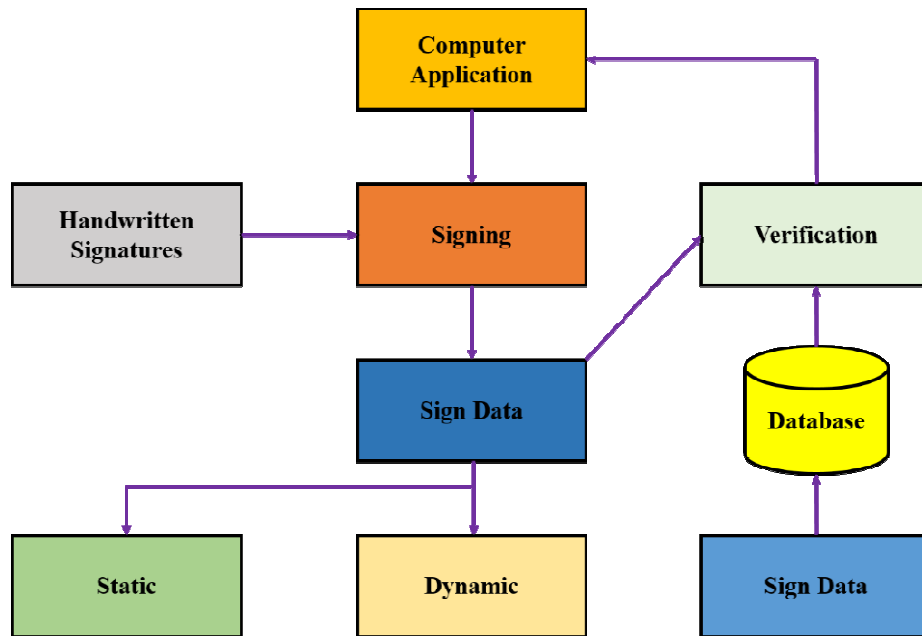 Computer
Application
Handwritten
Signatures
Signing
Verification
Sign Data
Database
Static
Dynamic
Sign Data